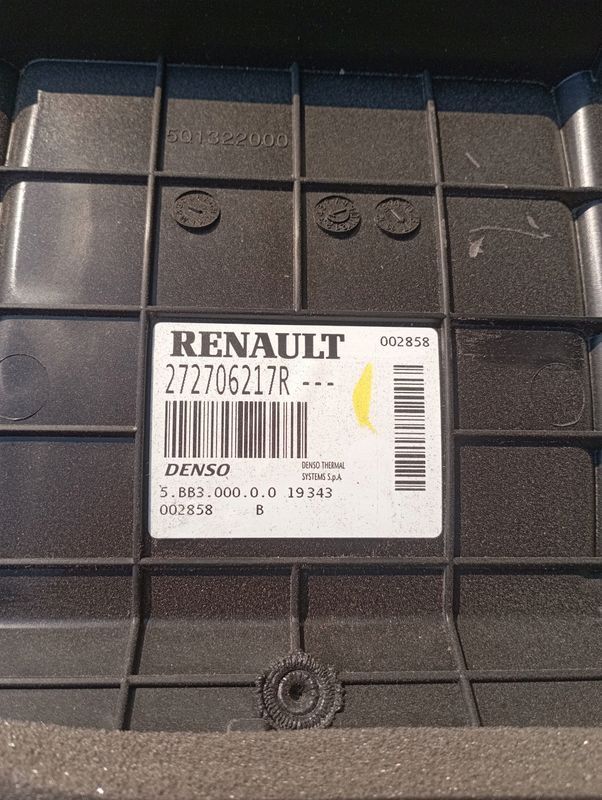 5Q1322000
RENAULT
002858
272706217R ---
DENSO
DENSO THERMAL
SYSTEMS S.p.A.
5.BB3.000.0.0 19343
002858 B